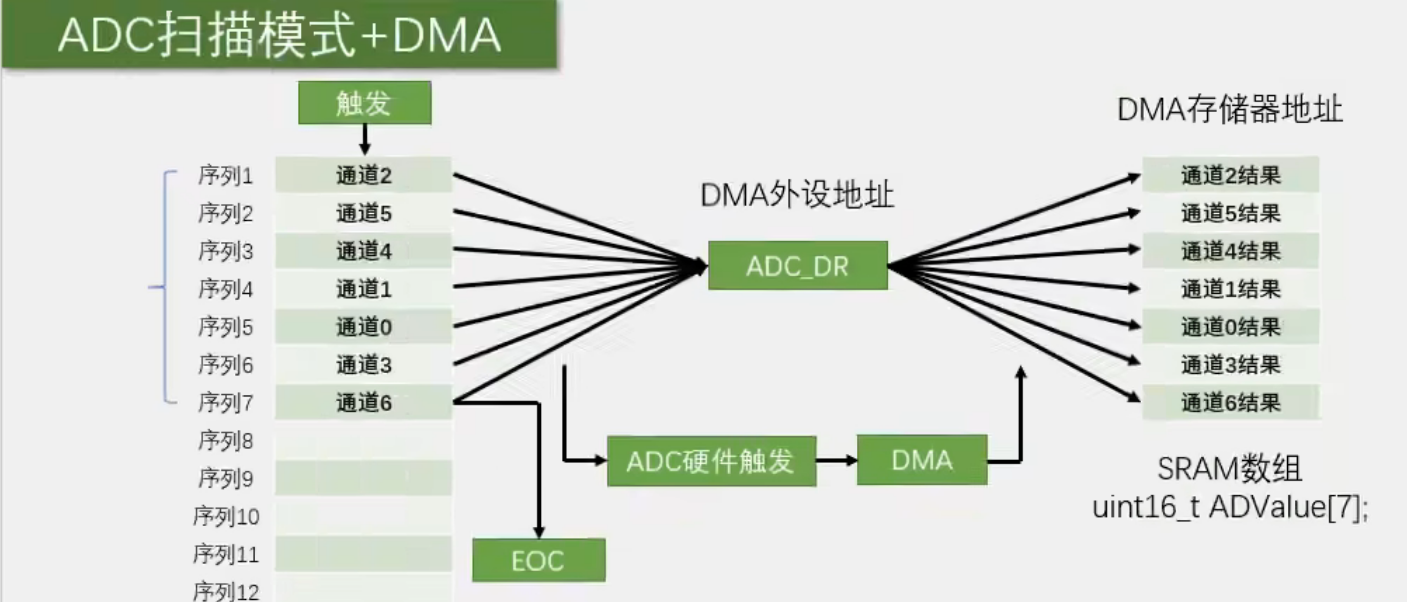 ADC扫描模式+DMA
触发
DMA存储器地址
DMA外设地址
序列1 通道2 通道2结果
序列2 通道5 通道5结果
序列3 通道4 ADC_DR 通道4结果
序列4 通道1 通道1结果
序列5 通道0 通道0结果
序列6 通道3 通道3结果
序列7 通道6 通道6结果
序列8
ADC硬件触发 DMA
SRAM数组
序列9
uint16_t ADValue[7];
序列10
序列11
EOC
序列12